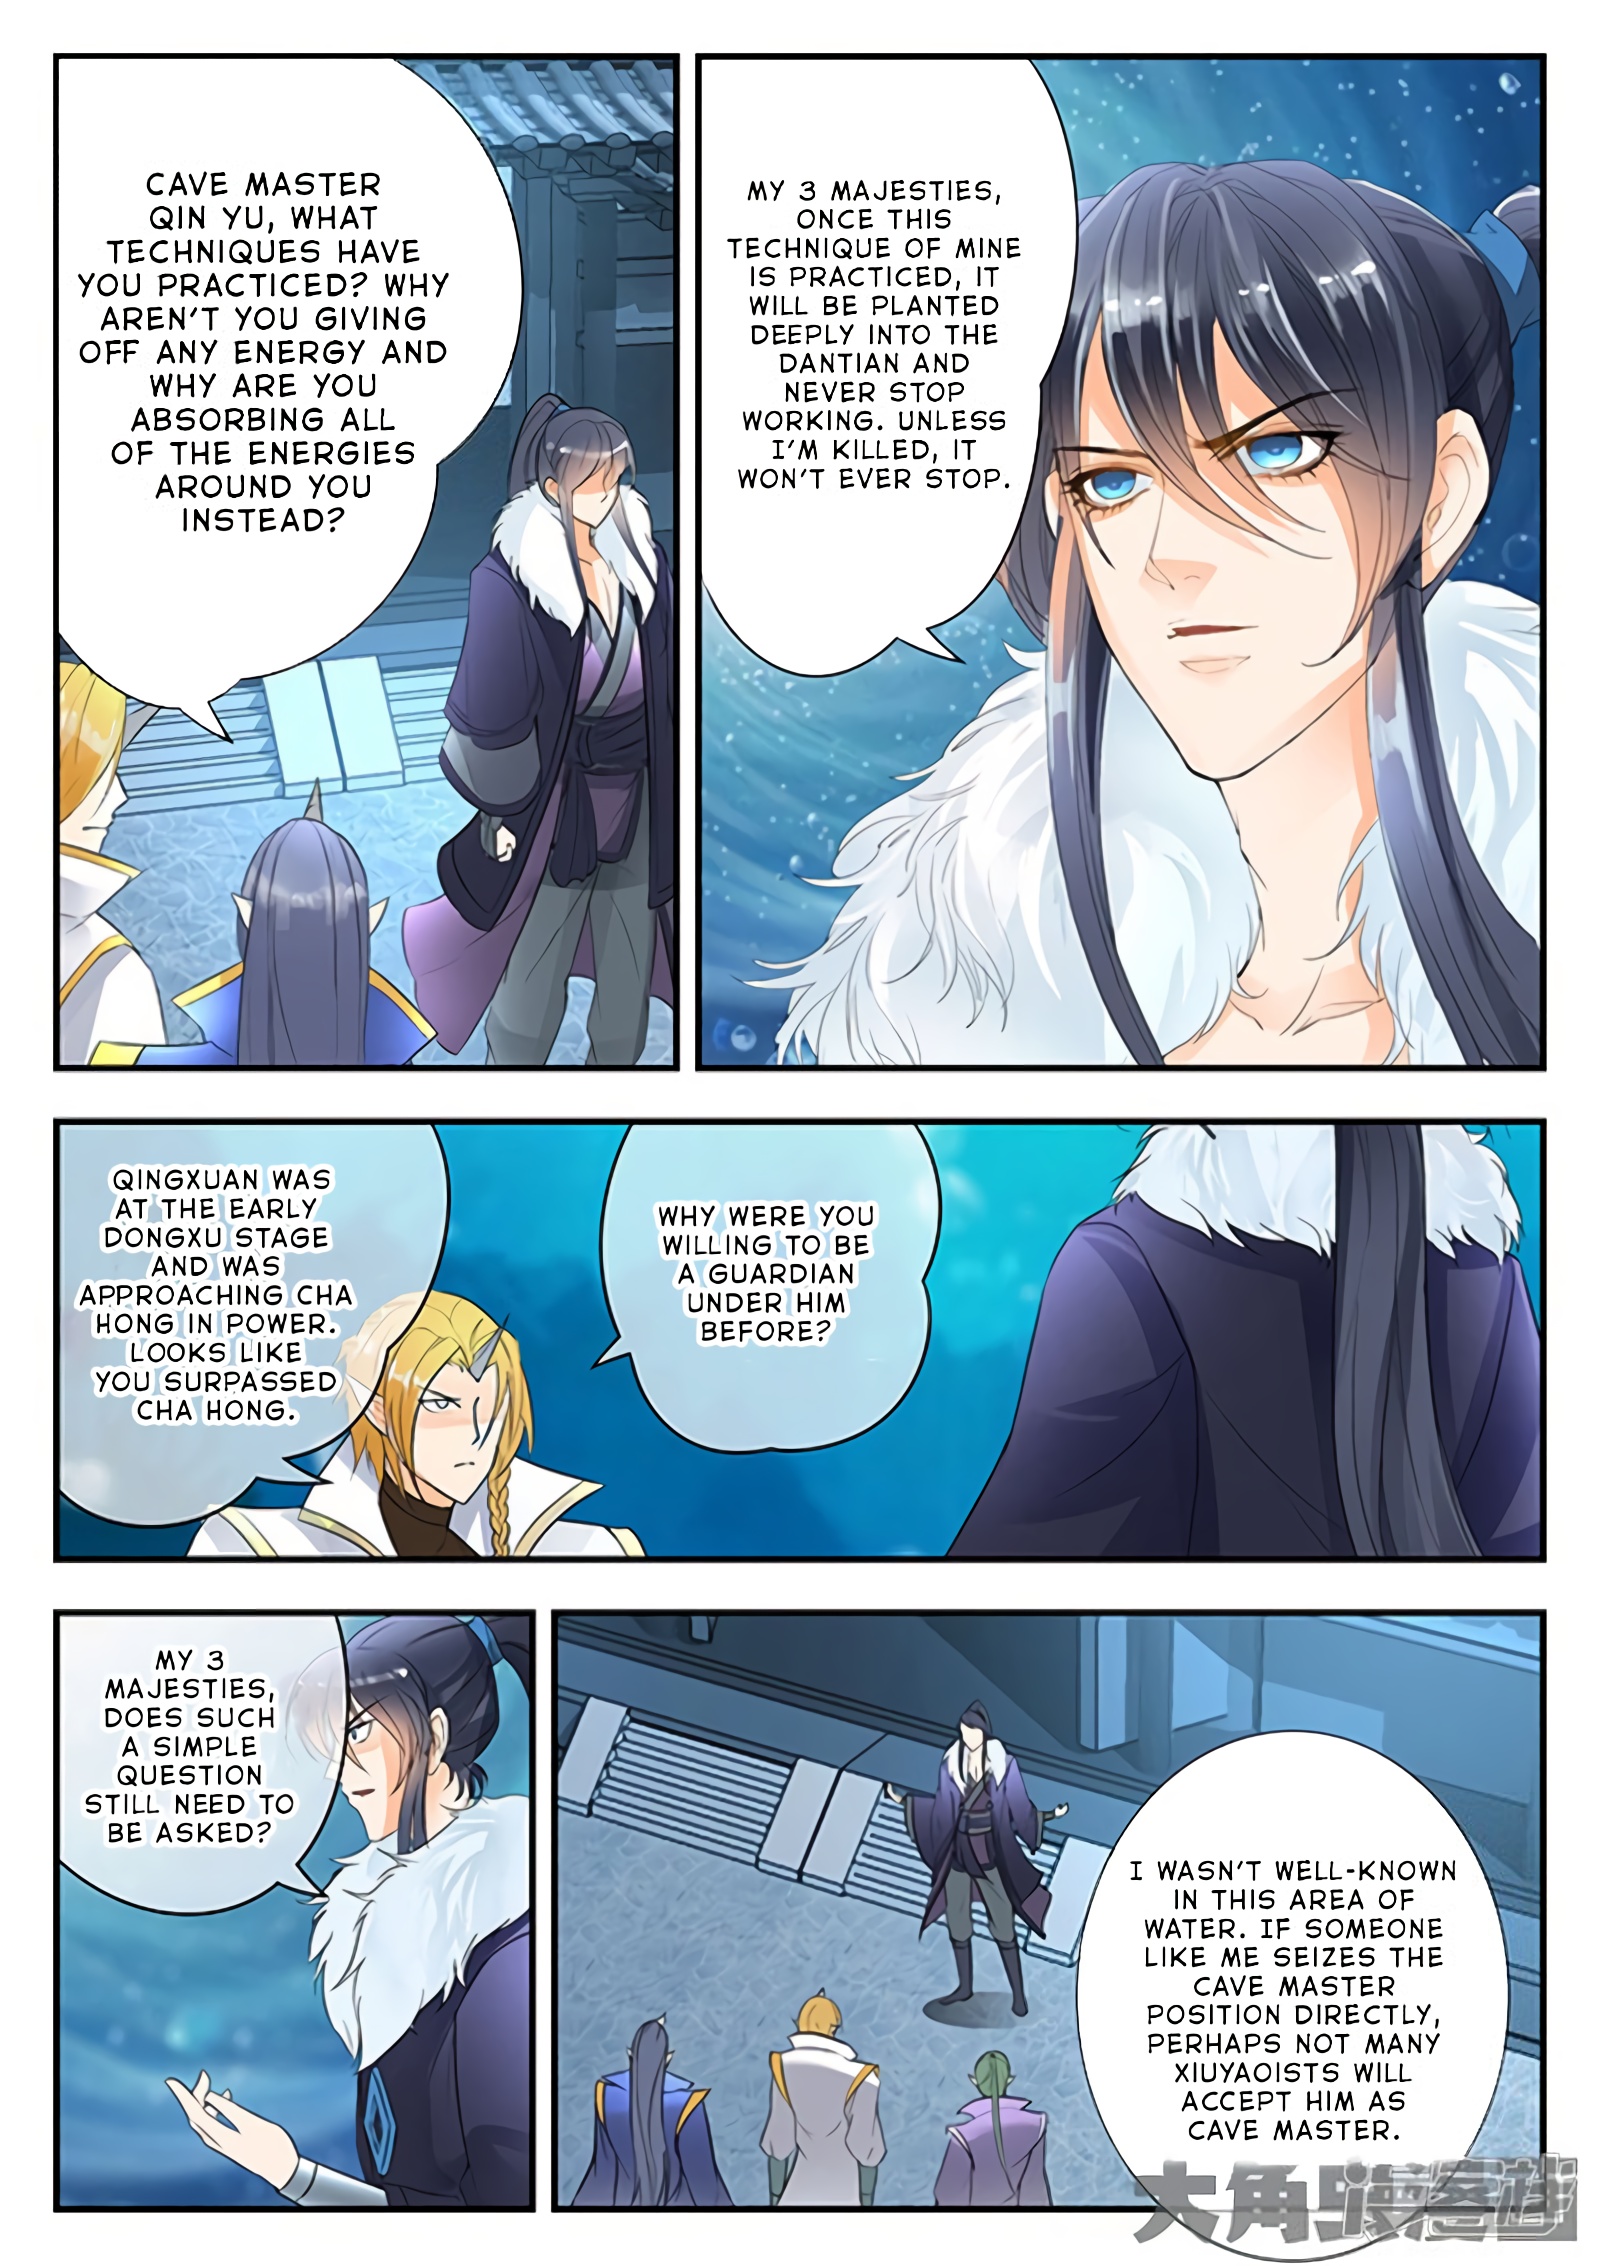 CAVE MASTER
QIN YU, WHAT
TECHNIQUES HAVE
YOU PRACTICED? WHY
AREN'T YOU GIVING
OFF ANY ENERGY AND
WHY ARE YOU
ABSORBING ALL
OF THE ENERGIES
AROUND YOU
INSTEAD?
MY 3 MAJESTIES,
ONCE THIS
TECHNIQUE OF MINE
IS PRACTICED, IT
WILL BE PLANTED
DEEPLY INTO THE
DANTIAN AND
NEVER STOP
WORKING. UNLESS
I'M KILLED, IT
WON'T EVER STOP.
QINGXUAN WAS
AT THE EARLY
DONGXU STAGE
AND WAS
APPROACHING CHA
HONG IN POWER.
LOOKS LIKE
YOU SURPASSED
CHA HONG.
WHY WERE YOU
WILLING TO BE
A GUARDIAN
UNDER HIM
BEFORE?
MY 3
MAJESTIES,
DOES SUCH
A SIMPLE
QUESTION
STILL NEED TO
BE ASKED?
I WASN'T WELL-KNOWN
IN THIS AREA OF
WATER. IF SOMEONE
LIKE ME SEIZES THE
CAVE MASTER
POSITION DIRECTLY,
PERHAPS NOT MANY
XIUYAOISTS WILL
ACCEPT HIM AS
CAVE MASTER.
大角虫漫画